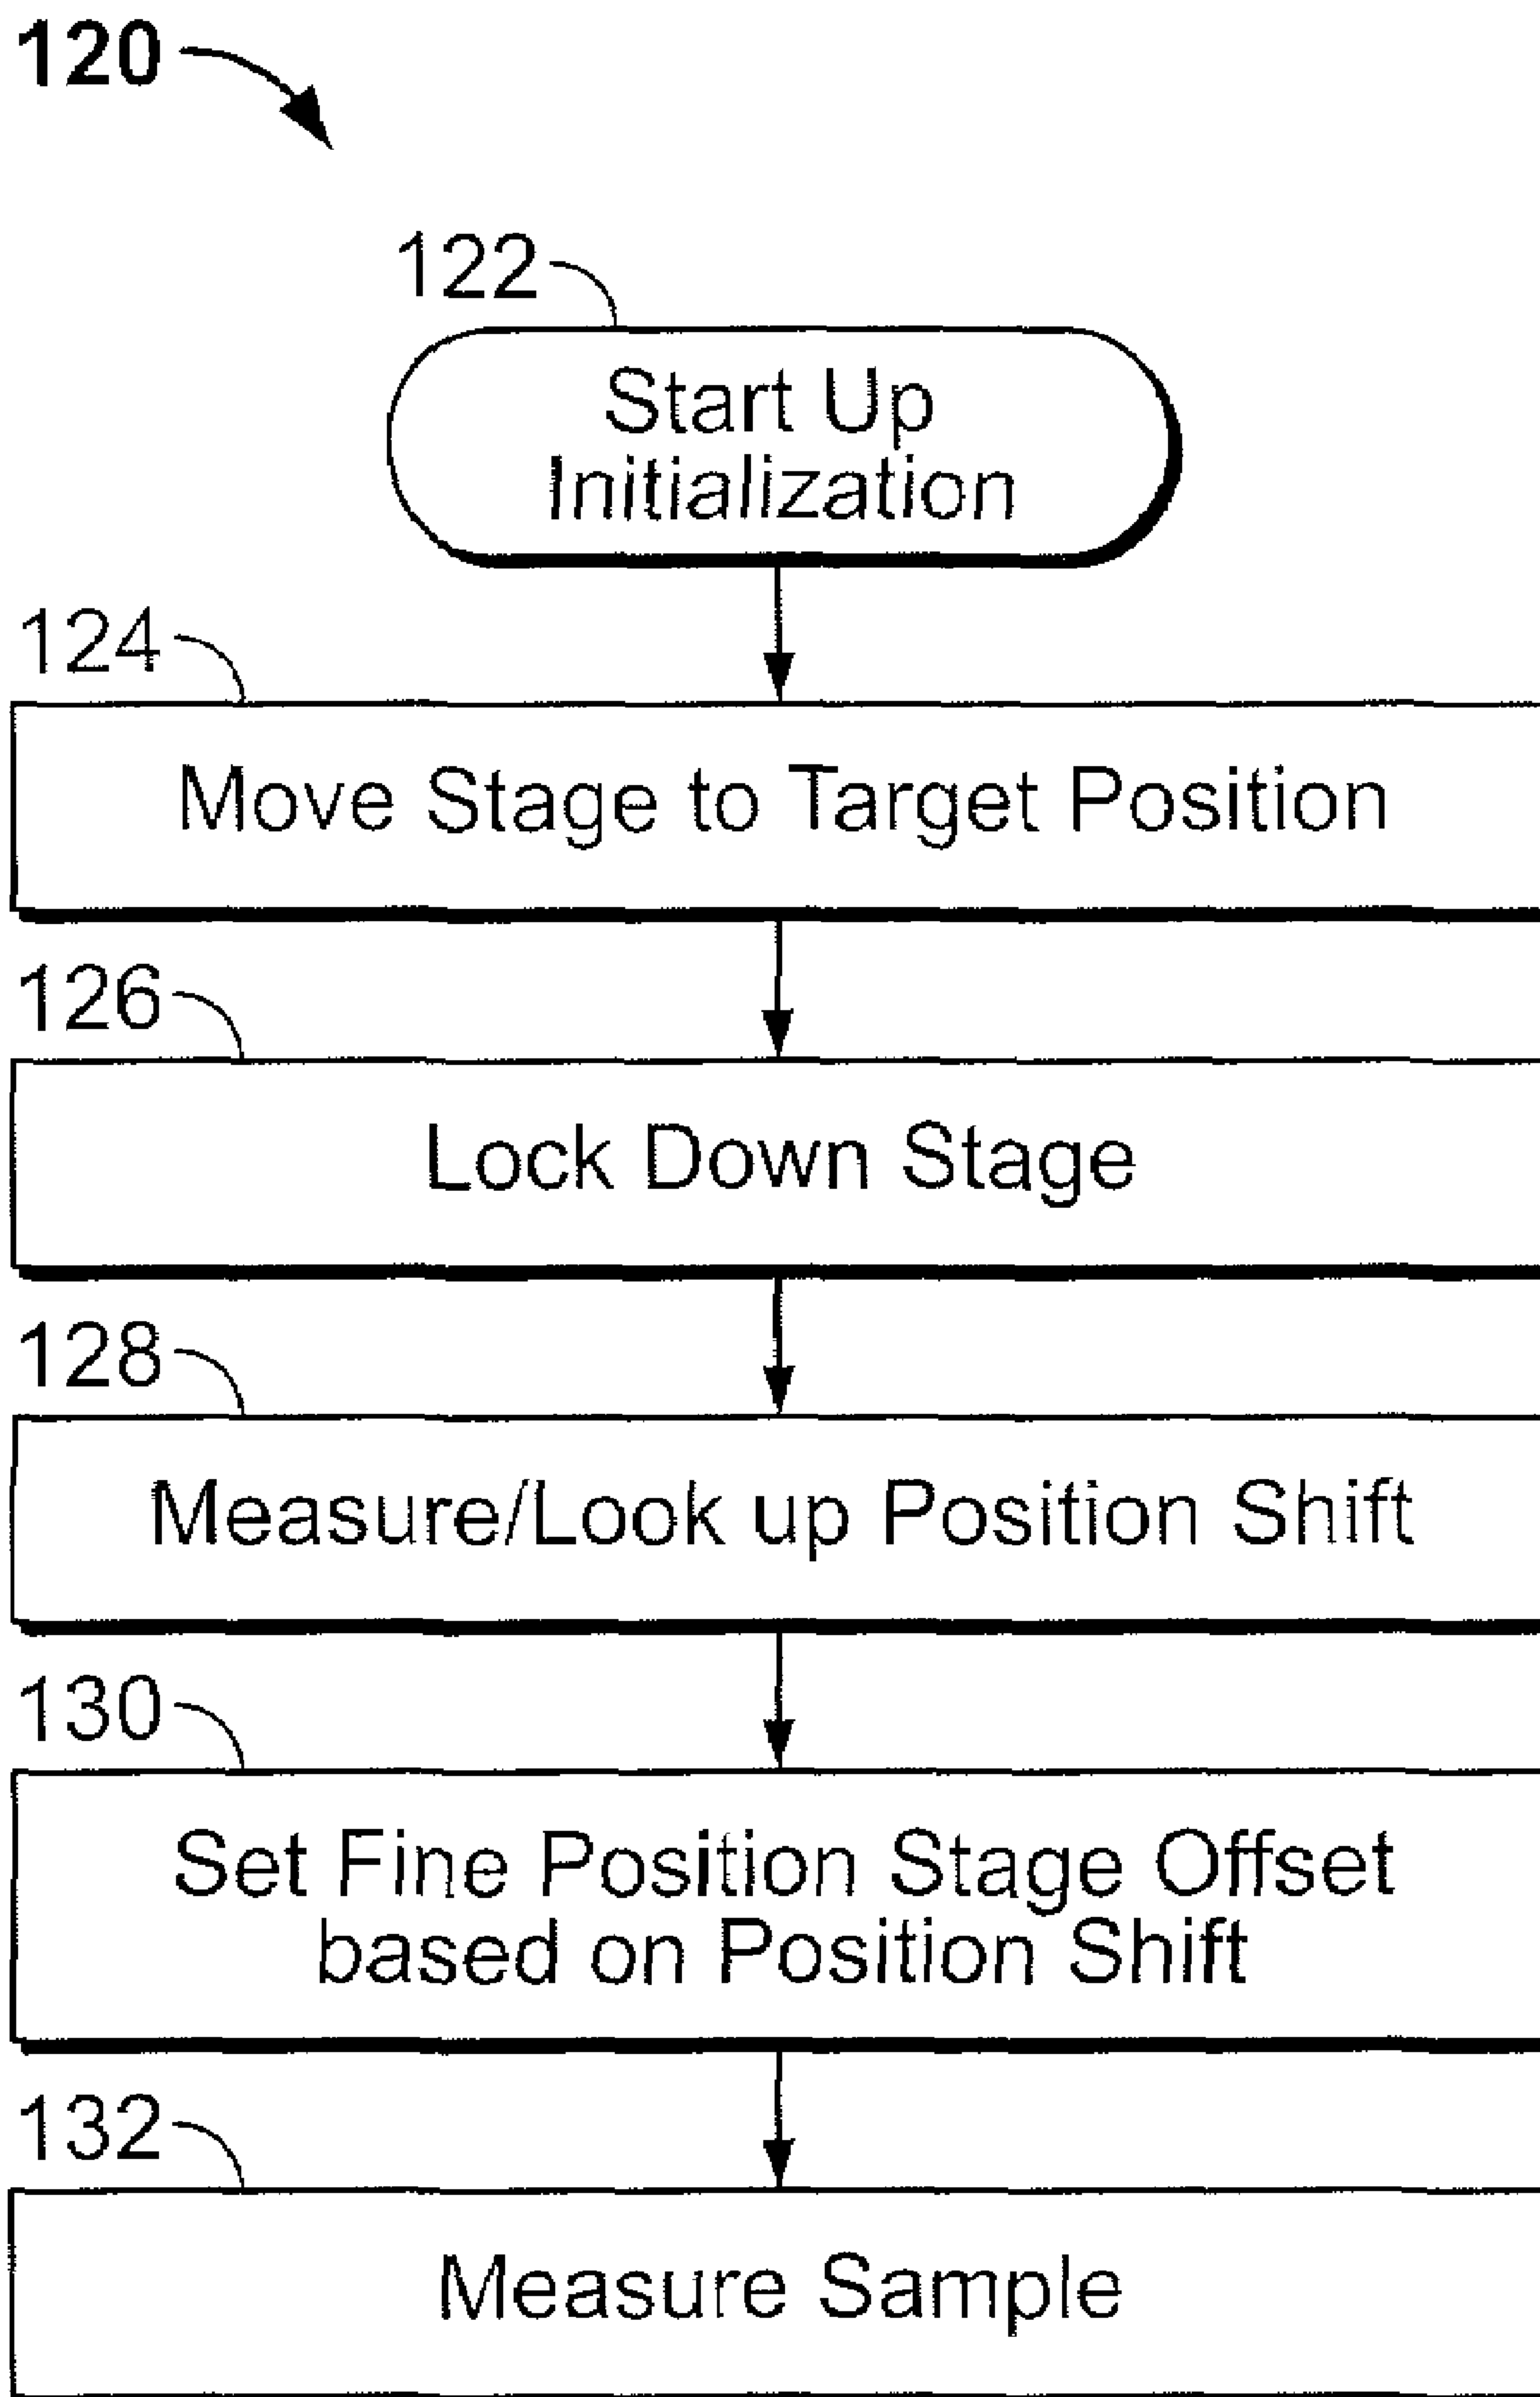 120
122
Start Up
Initialization
124
Move Stage to Target Position
126
Lock Down Stage
128
Measure/Look up Position Shift
130
Set Fine Position Stage Offset
based on Position Shift
132
Measure Sample